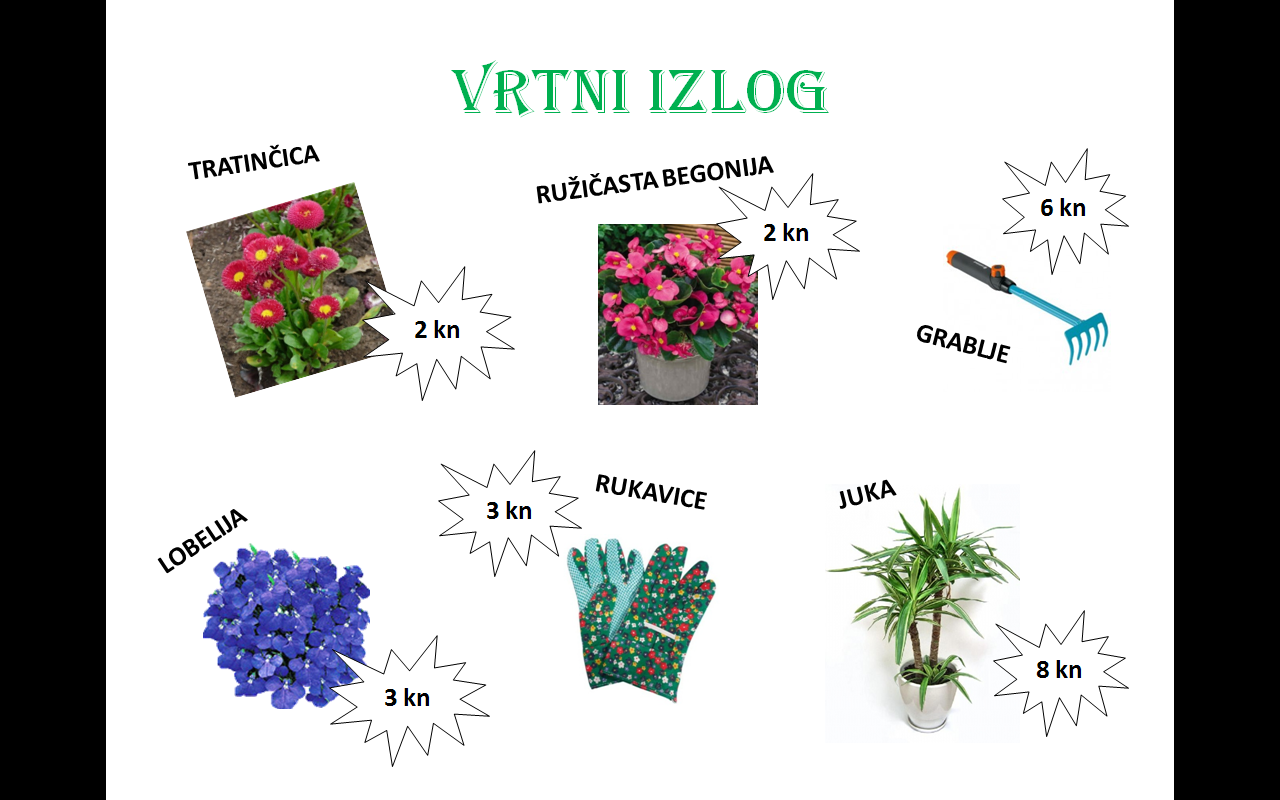 VRTNI IZLOG
TRATINČICA
2 kn
RUŽIČASTA BEGONIJA
2 kn
6 kn
GRABLJE
LOBELIJA
3 kn
3 kn
RUKAVICE
JUKA
8 kn